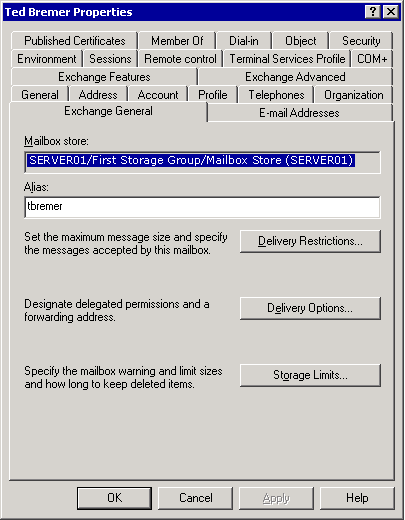 Ted Bremer Properties
Published Certificates Member Of Dial-in Object Security
Environment Sessions Remote control Terminal Services Profile COM+
Exchange Features Exchange Advanced
General Address Account Profile Telephones Organization
Exchange General E-mail Addresses
Mailbox store:
SERVER01/First Storage Group/Mailbox Store (SERVER01)
Alias:
tbremer
Set the maximum message size and specify
the messages accepted by this mailbox.
Delivery Restrictions...
Designate delegated permissions and a
forwarding address.
Delivery Options...
Specify the mailbox warning and limit sizes
and how long to keep deleted items.
Storage Limits...
OK Cancel Apply Help